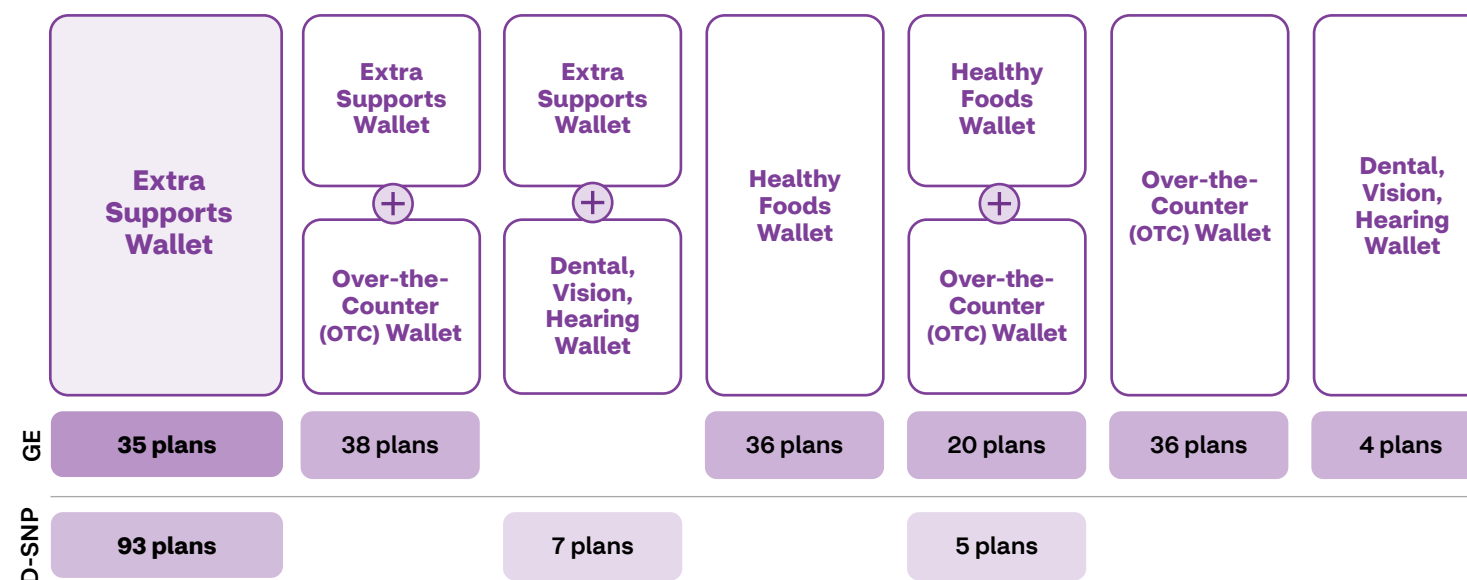 Extra
Supports
Wallet
Extra
Supports
Wallet
+
Over-the-
Counter
(OTC) Wallet
Extra
Supports
Wallet
+
Dental,
Vision,
Hearing
Wallet
Healthy
Foods
Wallet
Healthy
Foods
Wallet
+
Over-the-
Counter
(OTC) Wallet
Over-the-
Counter
(OTC) Wallet
Dental,
Vision,
Hearing
Wallet
GE
35 plans
38 plans
36 plans
20 plans
36 plans
4 plans
D-SNP
93 plans
7 plans
5 plans